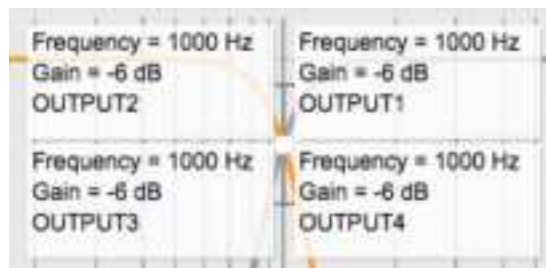 Frequency = 1000 Hz
Gain = -6 dB
OUTPUT2
Frequency = 1000 Hz
Gain = -6 dB
OUTPUT1
Frequency = 1000 Hz
Gain = -6 dB
OUTPUT3
Frequency = 1000 Hz
Gain = -6 dB
OUTPUT4